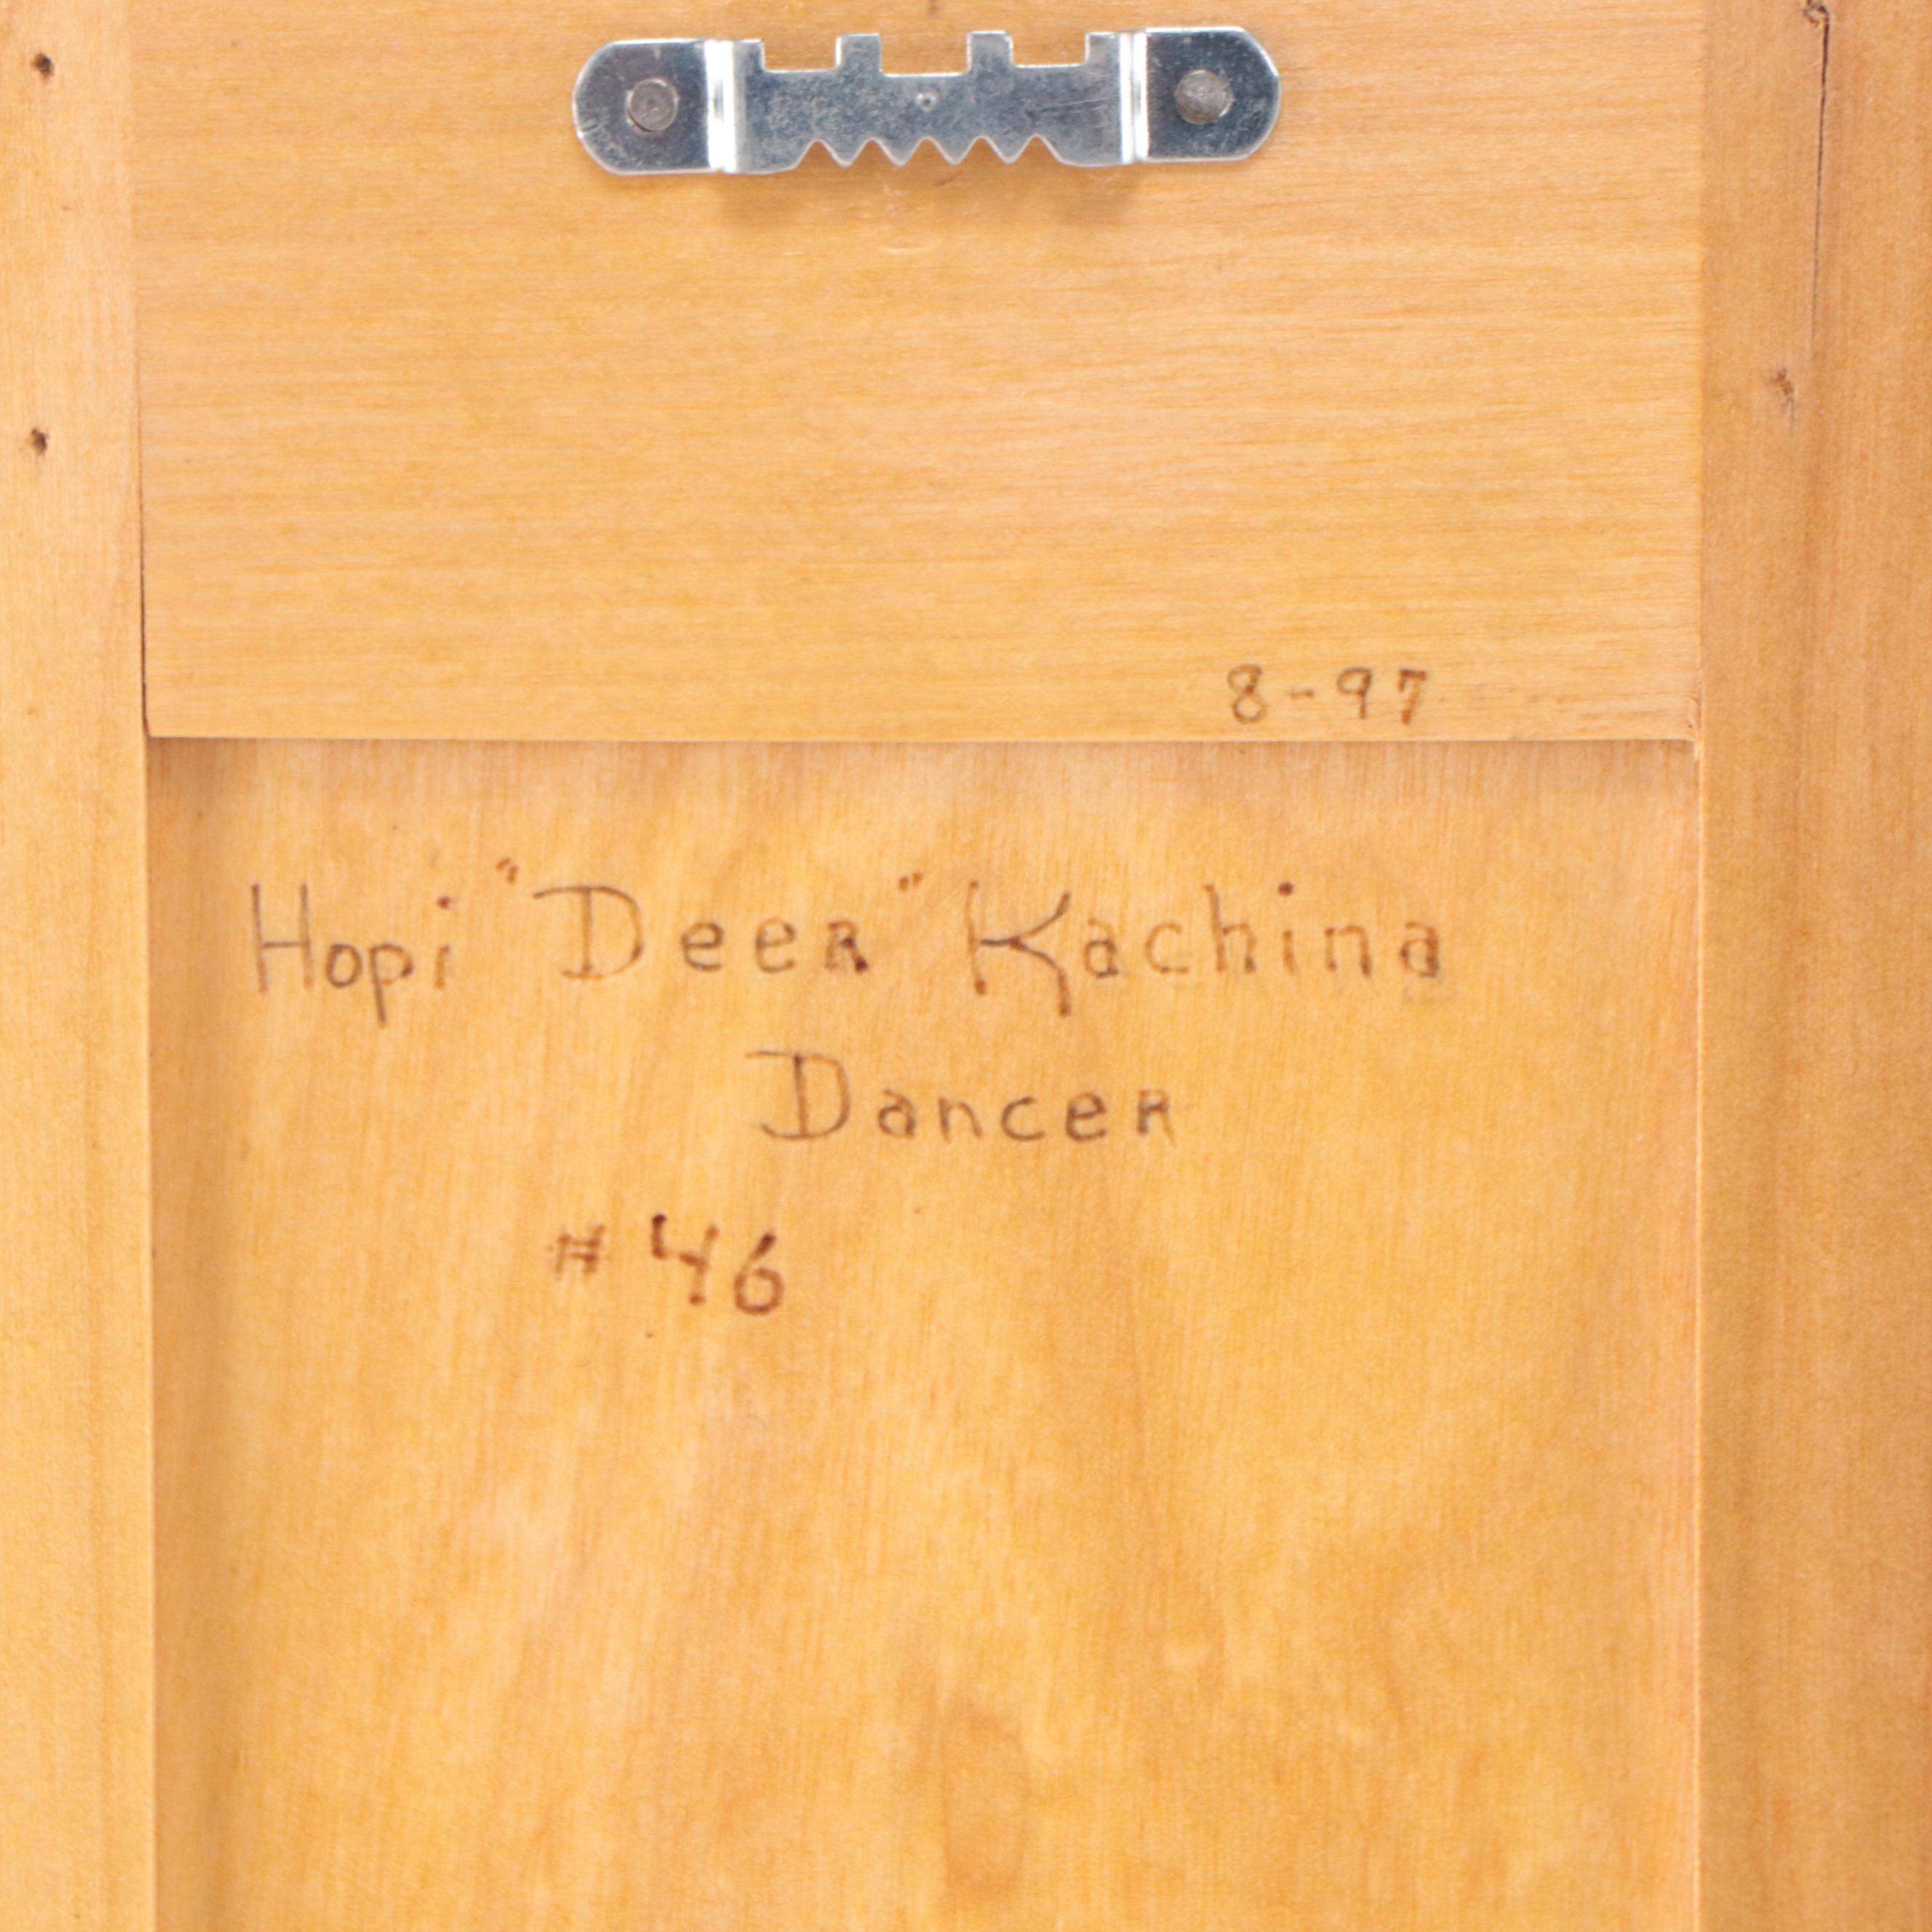 8-97
Hopi "Deer" Kachina
Dancer
#46